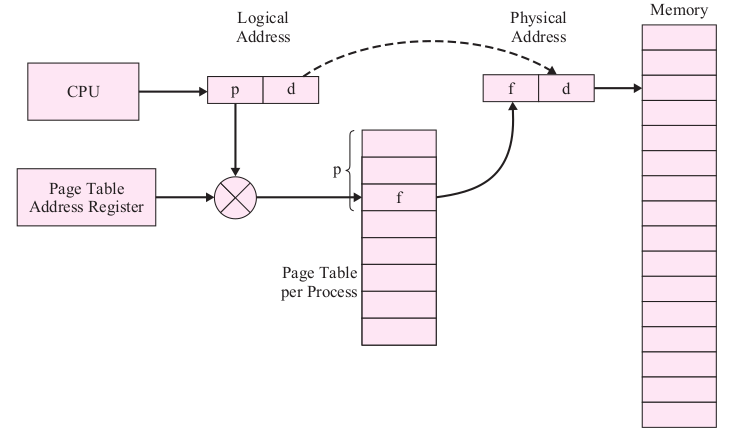 Logical
Address
Physical
Address
Memory
CPU
p
d
f
d
Page Table
Address Register
p
f
Page Table
per Process